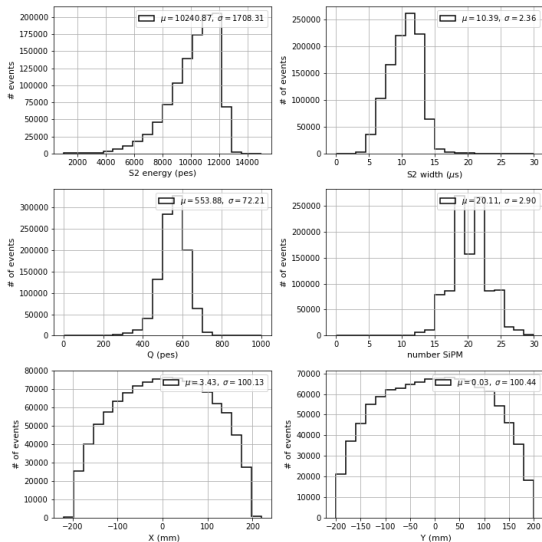 μ = 10240.87, σ = 1708.31
# events
200000
175000
150000
125000
100000
75000
50000
25000
0
2000 4000 6000 8000 10000 12000 14000
S2 energy (pes)
μ = 10.39, σ = 2.36
# of events
250000
200000
150000
100000
50000
0
0 5 10 15 20 25 30
S2 width (μs)
μ = 553.88, σ = 72.21
# of events
300000
250000
200000
150000
100000
50000
0
0 200 400 600 800 1000
Q (pes)
μ = 20.11, σ = 2.90
# of events
250000
200000
150000
100000
50000
0
0 5 10 15 20 25 30
number SiPM
μ = 3.43, σ = 100.13
# of events
80000
70000
60000
50000
40000
30000
20000
10000
0
-200 -100 0 100 200
X (mm)
μ = 0.03, σ = 100.44
# of events
70000
60000
50000
40000
30000
20000
10000
0
-200 -150 -100 -50 0 50 100 150 200
Y (mm)